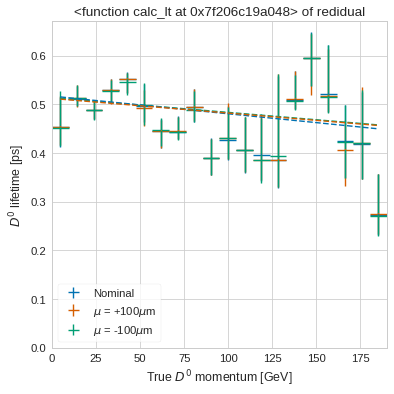 <function calc_lt at 0x7f206c19a048> of redidual
0.6
0.5
0.4
0.3
0.2
0.1
0.0
D⁰ lifetime [ps]
Nominal
μ = +100μm
μ = -100μm
0 25 50 75 100 125 150 175
True D⁰ momentum [GeV]